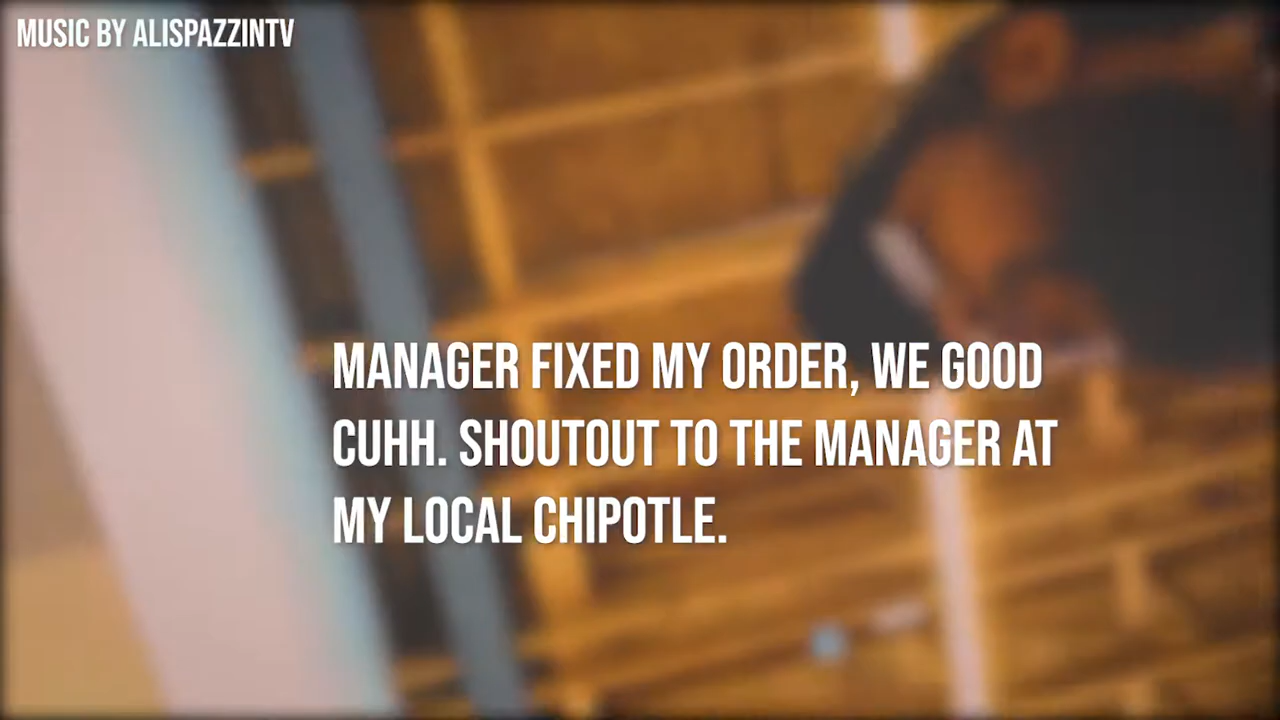 MUSIC BY ALISPAZZINTV
MANAGER FIXED MY ORDER, WE GOOD
CUHH. SHOUTOUT TO THE MANAGER AT
MY LOCAL CHIPOTLE.